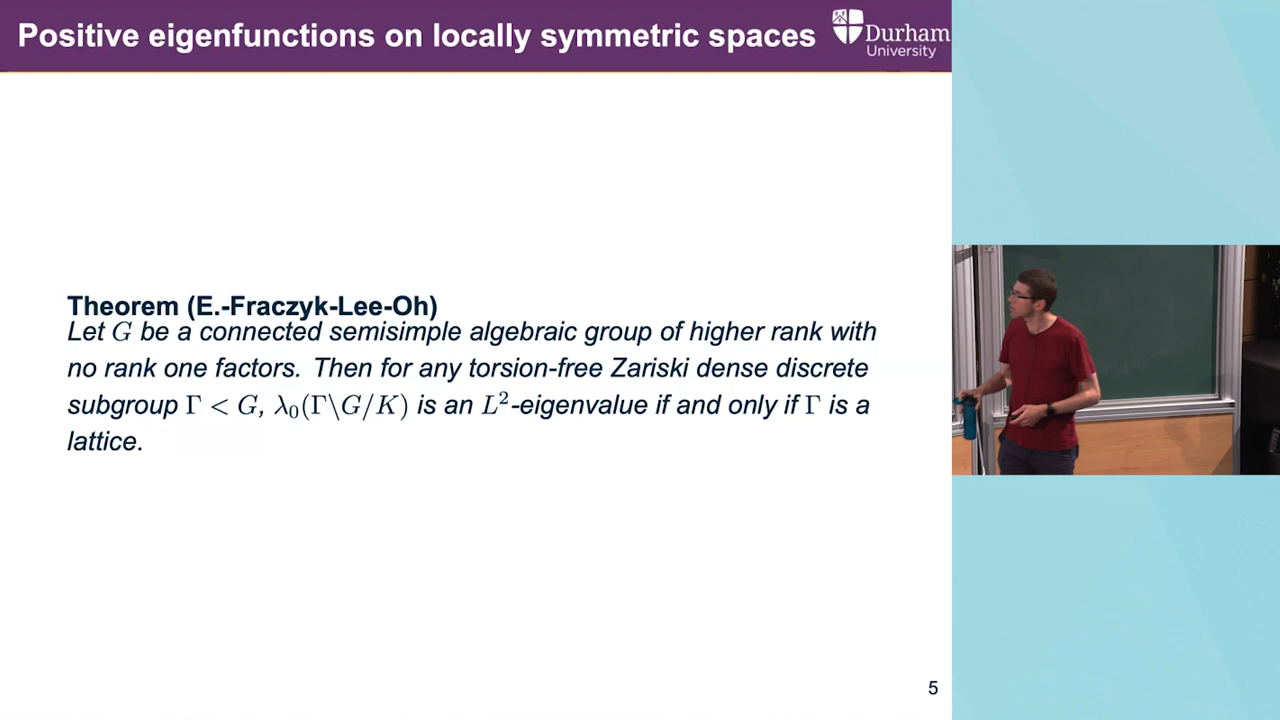 Positive eigenfunctions on locally symmetric spaces
Durham
University
Theorem (E.-Fraczyk-Lee-Oh)
Let G be a connected semisimple algebraic group of higher rank with
no rank one factors. Then for any torsion-free Zariski dense discrete
subgroup Γ < G, λ₀(Γ\G/K) is an L²-eigenvalue if and only if Γ is a
lattice.
5